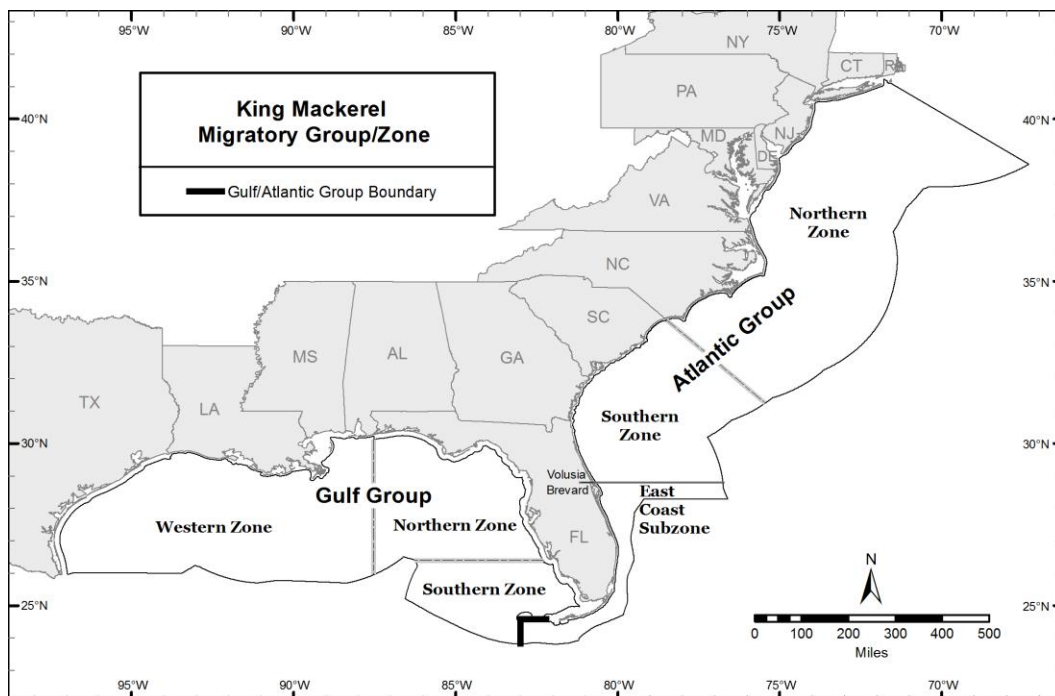 95°W
90°W
85°W
80°W
75°W
70°W
King Mackerel
Migratory Group/Zone
Gulf/Atlantic Group Boundary
40°N
35°N
30°N
25°N
40°N
35°N
30°N
25°N
NY
CT
RI
PA
NJ
MD
DE
VA
NC
SC
TX
LA
MS
AL
GA
FL
Northern
Zone
Atlantic Group
Southern
Zone
Volusia
Brevard
East
Coast
Subzone
Gulf Group
Western Zone
Northern Zone
Southern Zone
N
0 50 100 200 300 400 500
Miles
95°W
90°W
85°W
80°W
75°W
70°W